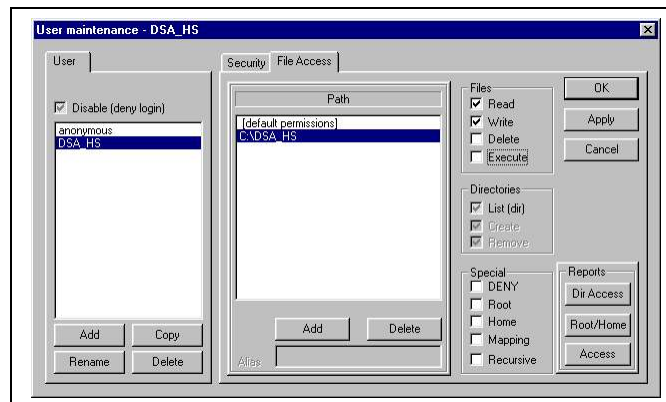 User maintenance - DSA_HS
User
Disable (deny login)
anonymous
DSA_HS
Add
Copy
Rename
Delete
Security
File Access
Path
[default permissions]
C:\DSA_HS
Add
Delete
Alias
Files
Read
Write
Delete
Execute
Directories
List (dir)
Create
Remove
Special
DENY
Root
Home
Mapping
Recursive
OK
Apply
Cancel
Reports
Dir Access
Root/Home
Access